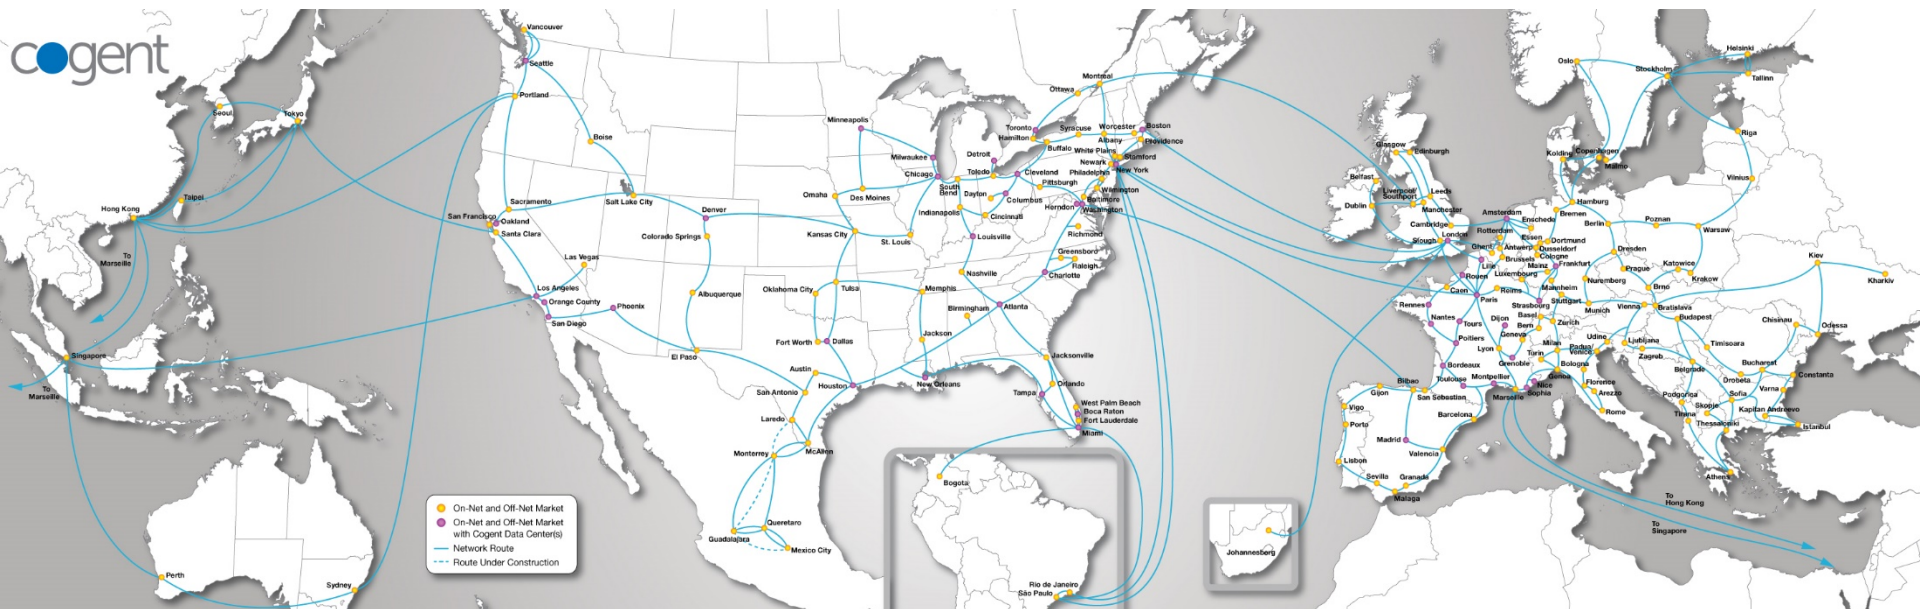 cogent
Seoul
Tokyo
Taipei
Hong Kong
To
Marseille
Singapore
To
Marseille
Perth
Sydney
Vancouver
Seattle
Portland
Boise
Sacramento
San Francisco
Oakland
Santa Clara
Salt Lake City
Las Vegas
Los Angeles
Orange County
San Diego
Phoenix
Denver
Colorado Springs
Albuquerque
El Paso
Minneapolis
Omaha
Des Moines
Kansas City
St. Louis
Oklahoma City
Tulsa
Fort Worth
Dallas
Austin
San Antonio
Houston
Laredo
McAllen
Monterrey
Guadalajara
Queretaro
Mexico City
Milwaukee
Chicago
South
Bend
Indianapolis
Detroit
Toledo
Dayton
Cincinnati
Columbus
Cleveland
Pittsburgh
Louisville
Nashville
Memphis
Birmingham
Jackson
New Orleans
Atlanta
Charlotte
Greensboro
Raleigh
Richmond
Herndon
Washington
Baltimore
Wilmington
Philadelphia
Newark
New York
White Plains
Stamford
Albany
Worcester
Boston
Providence
Syracuse
Buffalo
Hamilton
Toronto
Ottawa
Montreal
Jacksonville
Orlando
Tampa
West Palm Beach
Boca Raton
Fort Lauderdale
Miami
Bogota
Rio de Janeiro
São Paulo
Johannesberg
On-Net and Off-Net Market
On-Net and Off-Net Market
with Cogent Data Center(s)
Network Route
Route Under Construction
Glasgow
Edinburgh
Belfast
Dublin
Liverpool/
Southport
Leeds
Manchester
Cambridge
London
Slough
Oslo
Stockholm
Helsinki
Tallinn
Riga
Vilnius
Kolding
Copenhagen
Malmo
Hamburg
Bremen
Berlin
Poznan
Warsaw
Amsterdam
Enschede
Rotterdam
Essen
Dortmund
Dusseldorf
Cologne
Ghent
Antwerp
Brussels
Lille
Mainz
Frankfurt
Luxembourg
Mannheim
Rouen
Caen
Reims
Paris
Strasbourg
Stuttgart
Munich
Nuremberg
Dresden
Prague
Katowice
Krakow
Brno
Vienna
Bratislava
Budapest
Kiev
Kharkiv
Chisinau
Odessa
Rennes
Nantes
Tours
Poitiers
Bordeaux
Toulouse
Montpellier
Marseille
Dijon
Lyon
Grenoble
Geneva
Basel
Bern
Zurich
Milan
Turin
Genoa
Nice
Sophia
Padua/
Venice
Bologna
Florence
Arezzo
Rome
Udine
Ljubljana
Zagreb
Belgrade
Timisoara
Bucharest
Drobeta
Constanta
Varna
Sofia
Kapitan Andreevo
Istanbul
Podgorica
Skopje
Tirana
Thessaloniki
Athens
Gijon
Bilbao
San Sebastian
Vigo
Porto
Lisbon
Madrid
Barcelona
Valencia
Sevilla
Granada
Malaga
To
Hong Kong
To
Singapore